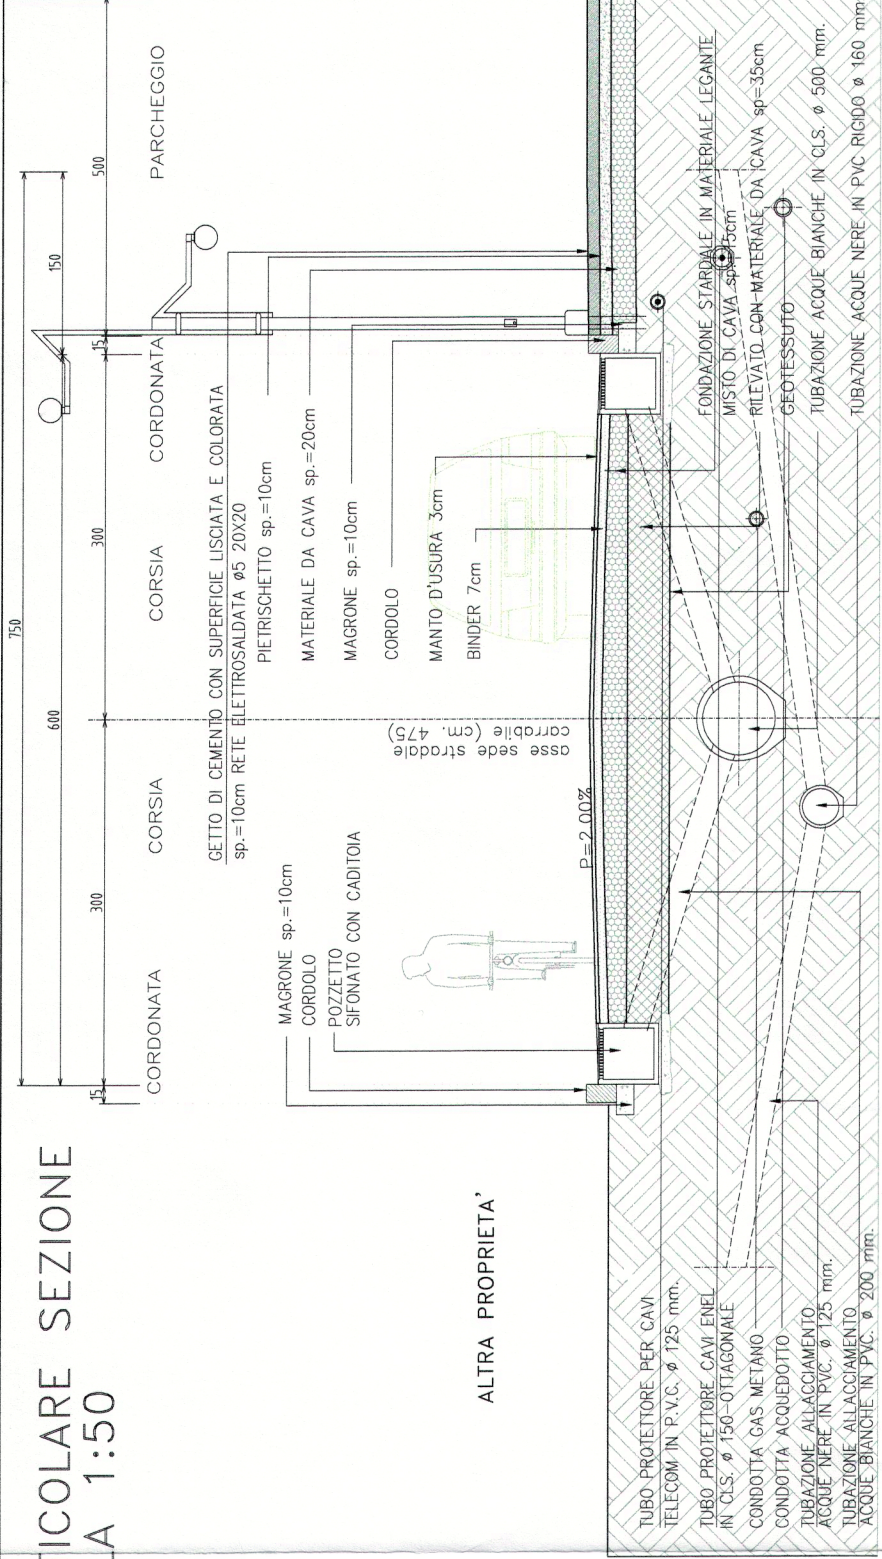 ICOLARE SEZIONE
A 1:50
750
600
150
15
300
300
15
500
CORDONATA
CORSIA
CORSIA
CORDONATA
PARCHEGGIO
GETTO DI CEMENTO CON SUPERFICIE LISCIATA E COLORATA
sp.=10cm RETE ELETTROSALDATA ø5 20X20
PIETRISCHETTO sp.=10cm
MATERIALE DA CAVA sp.=20cm
MAGRONE sp.=10cm
CORDOLO
MANTO D'USURA 3cm
BINDER 7cm
MAGRONE sp.=10cm
CORDOLO
POZZETTO
SIFONATO CON CADITOIA
asse sede stradale
carrabile (cm. 475)
P=2.00%
ALTRA PROPRIETA'
TUBO PROTETTORE PER CAVI
TELECOM IN P.V.C. ø 125 mm.
TUBO PROTETTORE CAVI ENEL
IN CLS. ø 150-OTTAGONALE
CONDOTTA GAS METANO
CONDOTTA ACQUEDOTTO
TUBAZIONE ALLACCIAMENTO
ACQUE NERE IN PVC. ø 125 mm.
TUBAZIONE ALLACCIAMENTO
ACQUE BIANCHE IN PVC. ø 200 mm.
FONDAZIONE STARDALE IN MATERIALE LEGANTE
MISTO DI CAVA sp=15cm
RILEVATO CON MATERIALE DA CAVA sp=35cm
GEOTESSUTO
TUBAZIONE ACQUE BIANCHE IN CLS. ø 500 mm.
TUBAZIONE ACQUE NERE IN PVC RIGIDO ø 160 mm